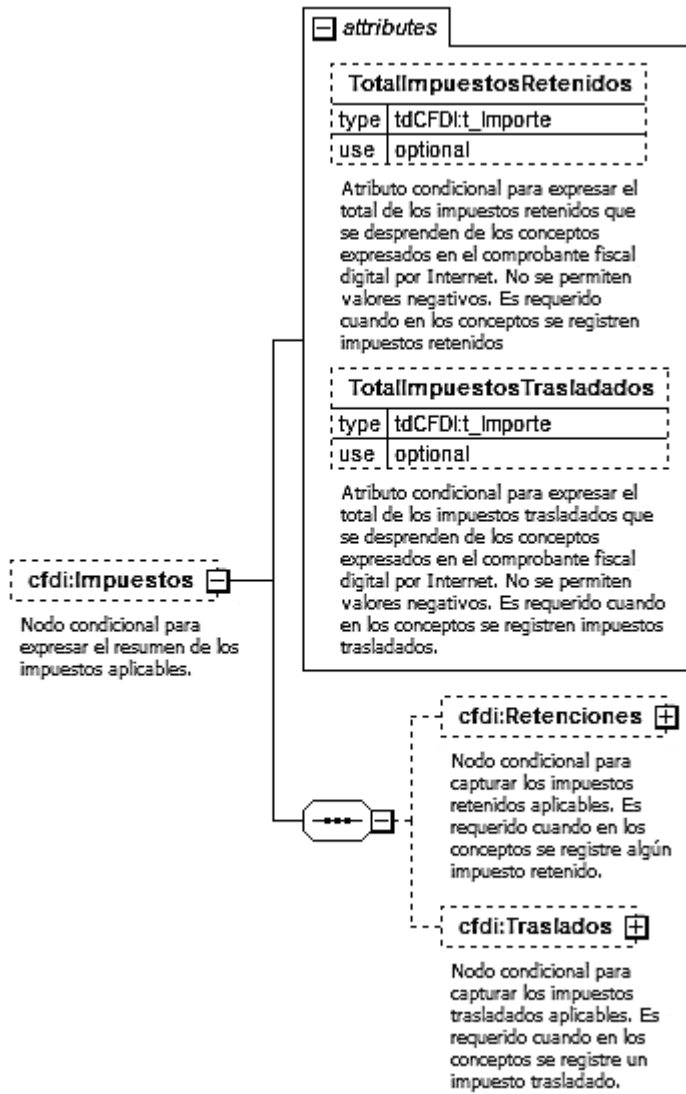 attributes
TotalImpuestosRetenidos
type tdCFDI:t_Importe
use optional
Atributo condicional para expresar el
total de los impuestos retenidos que
se desprenden de los conceptos
expresados en el comprobante fiscal
digital por Internet. No se permiten
valores negativos. Es requerido
cuando en los conceptos se registren
impuestos retenidos
TotalImpuestosTrasladados
type tdCFDI:t_Importe
use optional
Atributo condicional para expresar el
total de los impuestos trasladados que
se desprenden de los conceptos
expresados en el comprobante fiscal
digital por Internet. No se permiten
valores negativos. Es requerido cuando
en los conceptos se registren impuestos
trasladados.
cfdi:Impuestos
Nodo condicional para
expresar el resumen de los
impuestos aplicables.
cfdi:Retenciones
Nodo condicional para
capturar los impuestos
retenidos aplicables. Es
requerido cuando en los
conceptos se registre algún
impuesto retenido.
cfdi:Traslados
Nodo condicional para
capturar los impuestos
trasladados aplicables. Es
requerido cuando en los
conceptos se registre un
impuesto trasladado.